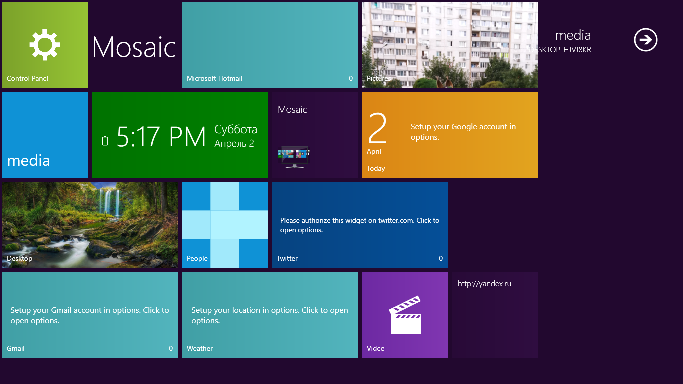 Mosaic
media
Control Panel
Microsoft Hotmail
0
Pictures
media
0
5:17 PM
Суббота
Апрель 2
Mosaic
2
April
Today
Setup your Google account in
options.
Desktop
People
Please authorize this widget on twitter.com. Click to
open options.
Twitter
0
Setup your Gmail account in options. Click to
open options.
Gmail
0
Setup your location in options. Click to open
options.
Weather
Video
http://yandex.ru